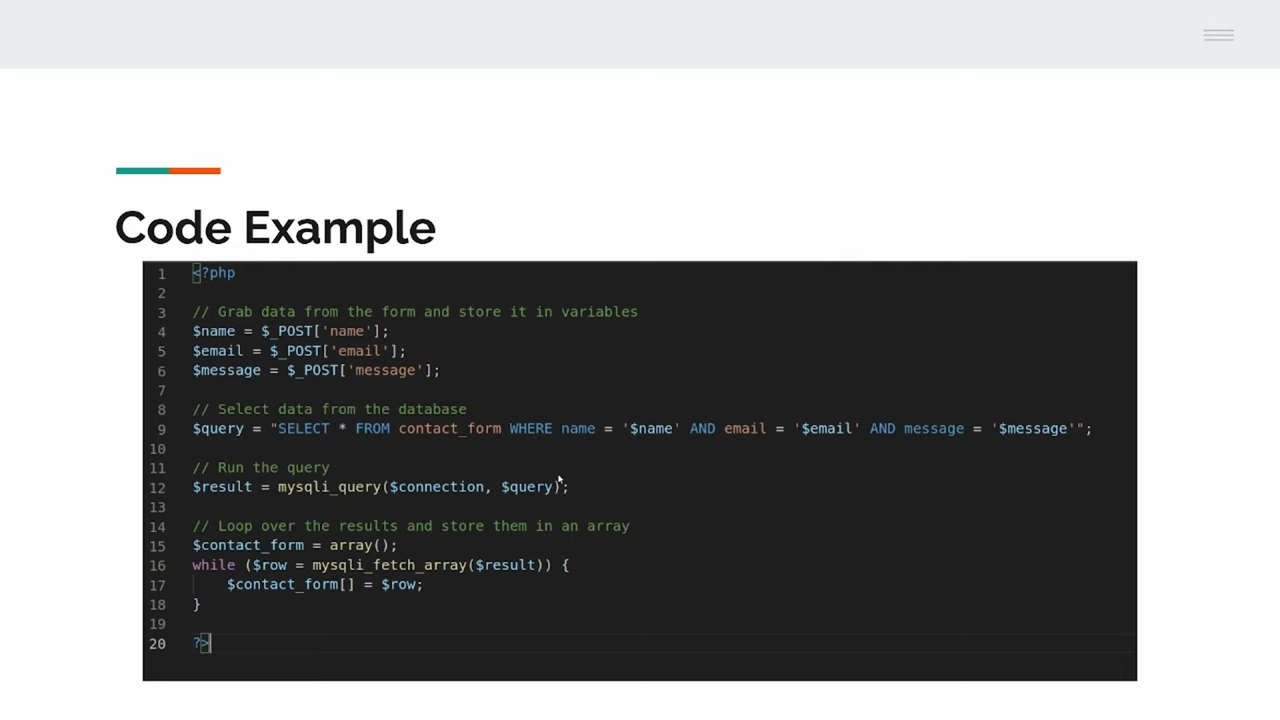 Code Example
1 <?php
2
3 // Grab data from the form and store it in variables
4 $name = $_POST['name'];
5 $email = $_POST['email'];
6 $message = $_POST['message'];
7
8 // Select data from the database
9 $query = "SELECT * FROM contact_form WHERE name = '$name' AND email = '$email' AND message = '$message'";
10
11 // Run the query
12 $result = mysqli_query($connection, $query);
13
14 // Loop over the results and store them in an array
15 $contact_form = array();
16 while ($row = mysqli_fetch_array($result)) {
17     $contact_form[] = $row;
18 }
19
20 ?>